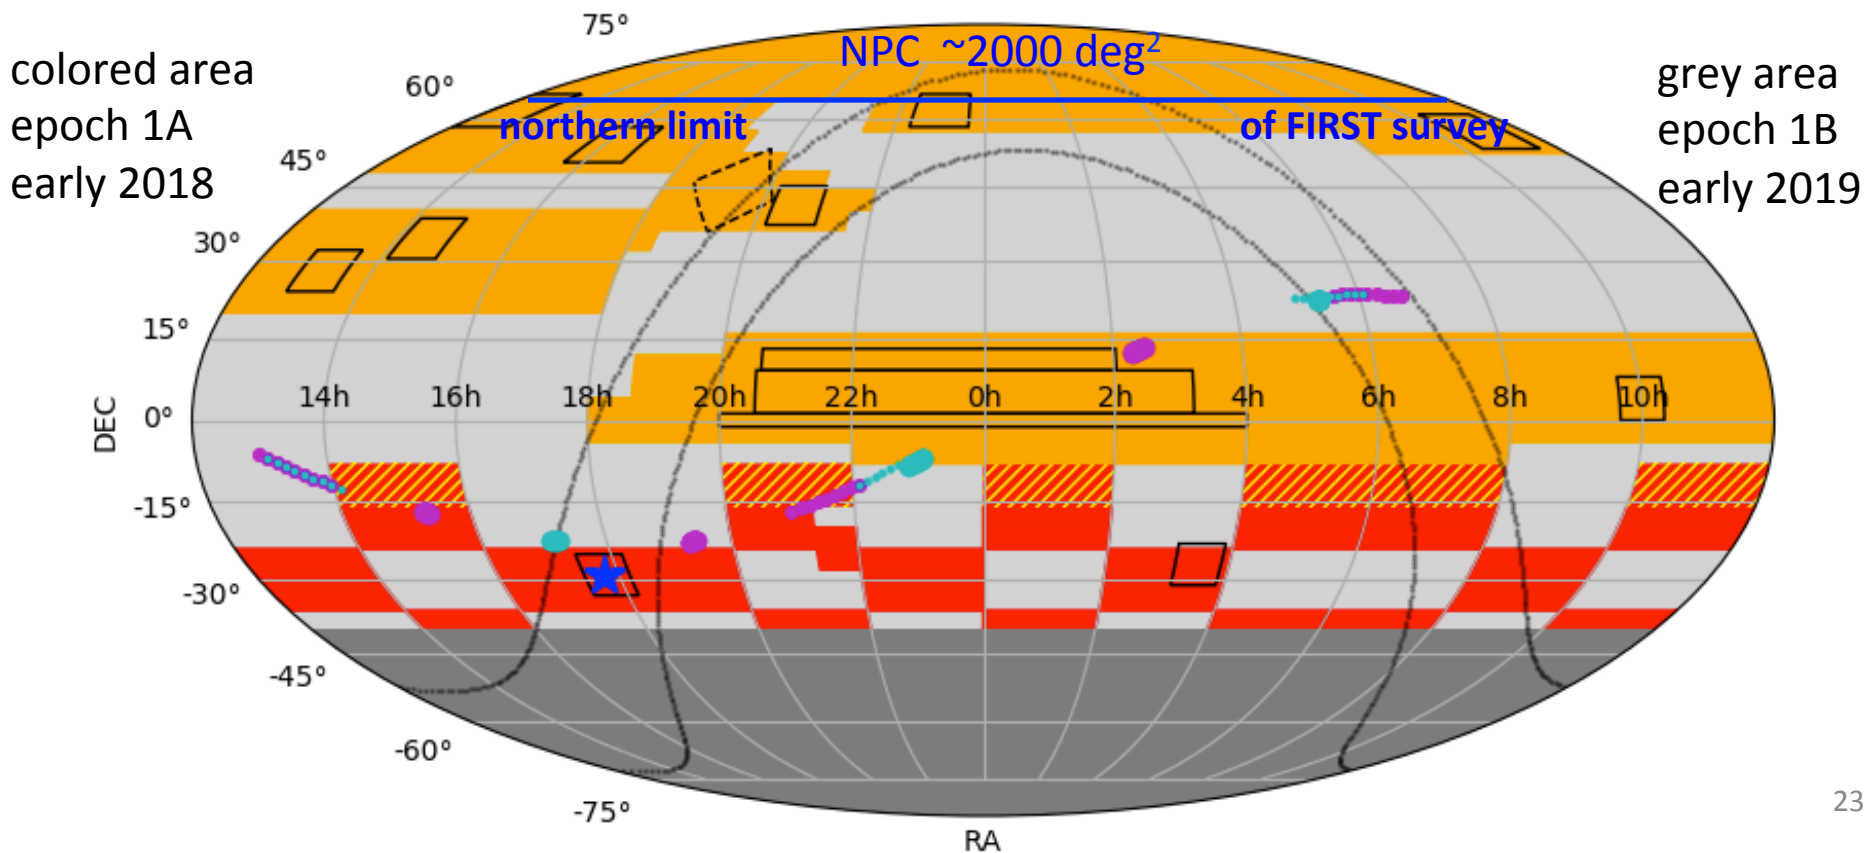 75°
NPC ~2000 deg²
colored area
epoch 1A
early 2018
60°
grey area
epoch 1B
early 2019
northern limit
of FIRST survey
45°
30°
15°
14h 16h 18h 20h 22h 0h 2h 4h 6h 8h 10h
DEC
0°
-15°
-30°
-45°
-60°
-75°
RA
23